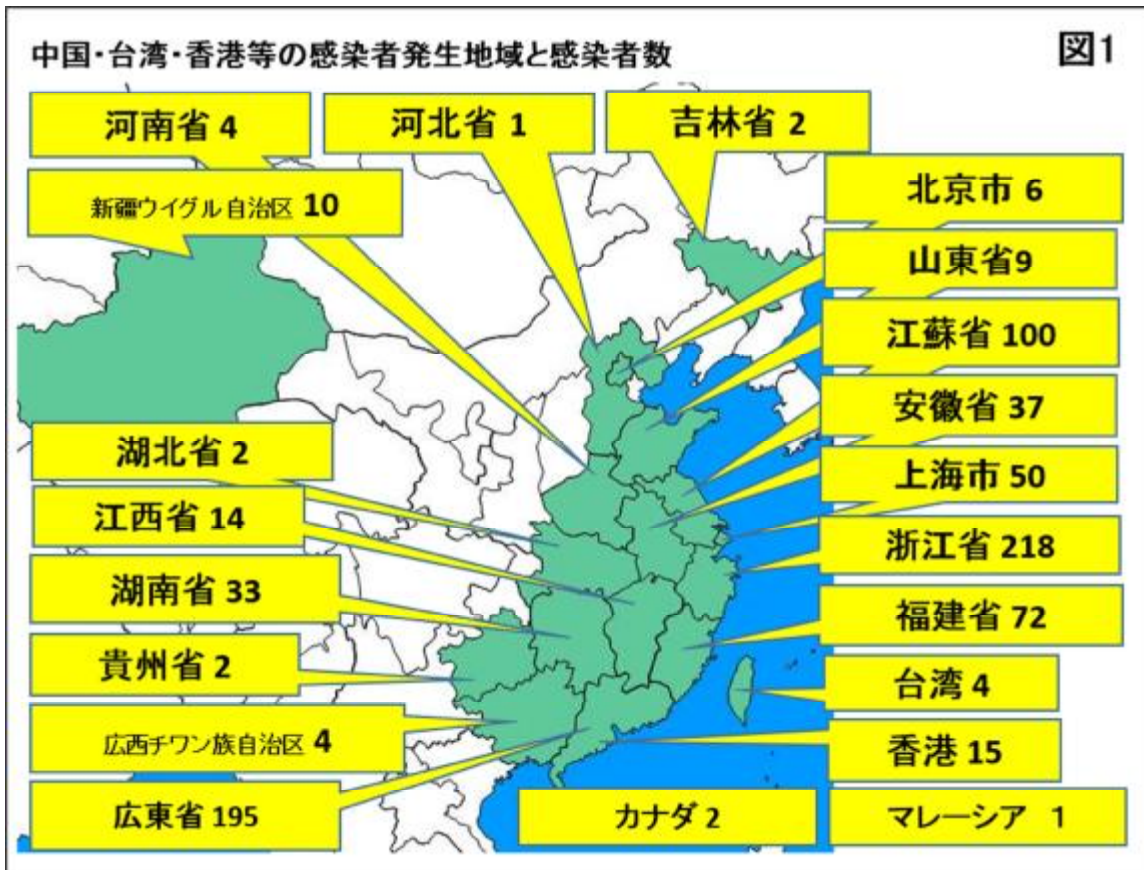 中国・台湾・香港等の感染者発生地域と感染者数
図1
河南省 4
河北省 1
吉林省 2
新疆ウイグル自治区 10
北京市 6
山東省9
江蘇省 100
安徽省 37
上海市 50
浙江省 218
福建省 72
台湾 4
香港 15
湖北省 2
江西省 14
湖南省 33
貴州省 2
広西チワン族自治区 4
広東省 195
カナダ 2
マレーシア 1